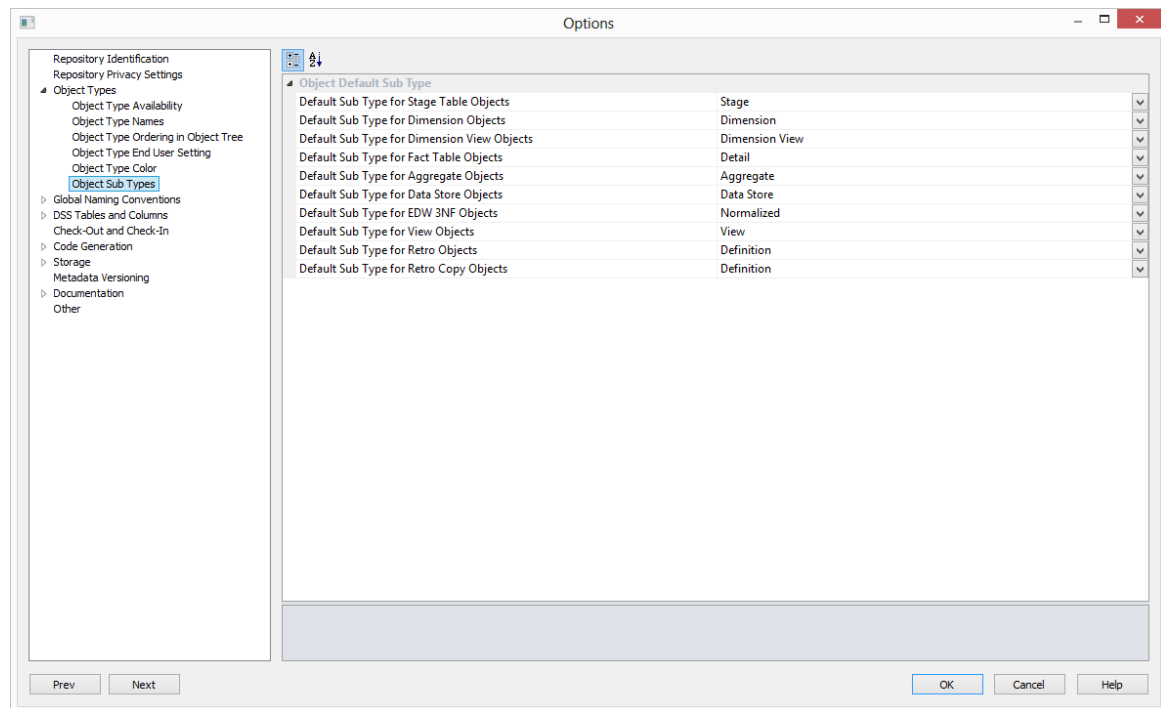 Options
Repository Identification
Repository Privacy Settings
Object Types
Object Type Availability
Object Type Names
Object Type Ordering in Object Tree
Object Type End User Setting
Object Type Color
Object Sub Types
Global Naming Conventions
DSS Tables and Columns
Check-Out and Check-In
Code Generation
Storage
Metadata Versioning
Documentation
Other
Object Default Sub Type
Default Sub Type for Stage Table Objects Stage
Default Sub Type for Dimension Objects Dimension
Default Sub Type for Dimension View Objects Dimension View
Default Sub Type for Fact Table Objects Detail
Default Sub Type for Aggregate Objects Aggregate
Default Sub Type for Data Store Objects Data Store
Default Sub Type for EDW 3NF Objects Normalized
Default Sub Type for View Objects View
Default Sub Type for Retro Objects Definition
Default Sub Type for Retro Copy Objects Definition
Prev Next OK Cancel Help